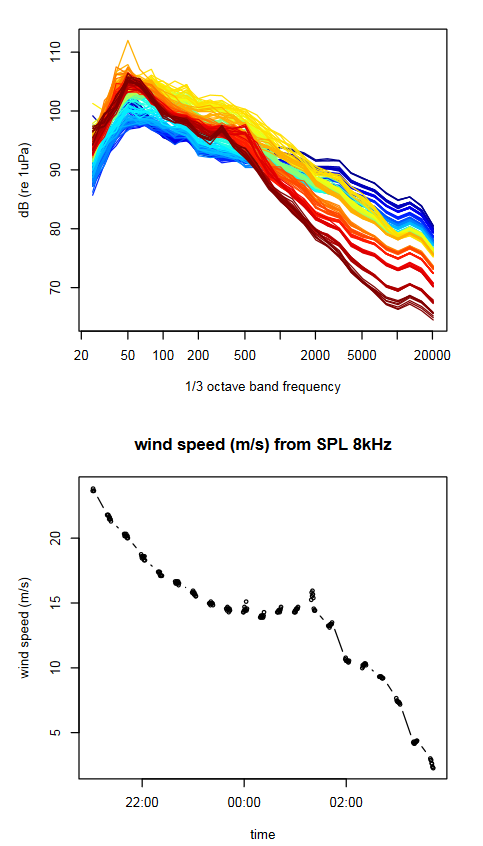 110
100
90
80
70
dB (re 1uPa)
20 50 100 200 500 2000 5000 20000
1/3 octave band frequency
wind speed (m/s) from SPL 8kHz
20
15
10
5
wind speed (m/s)
22:00 00:00 02:00
time